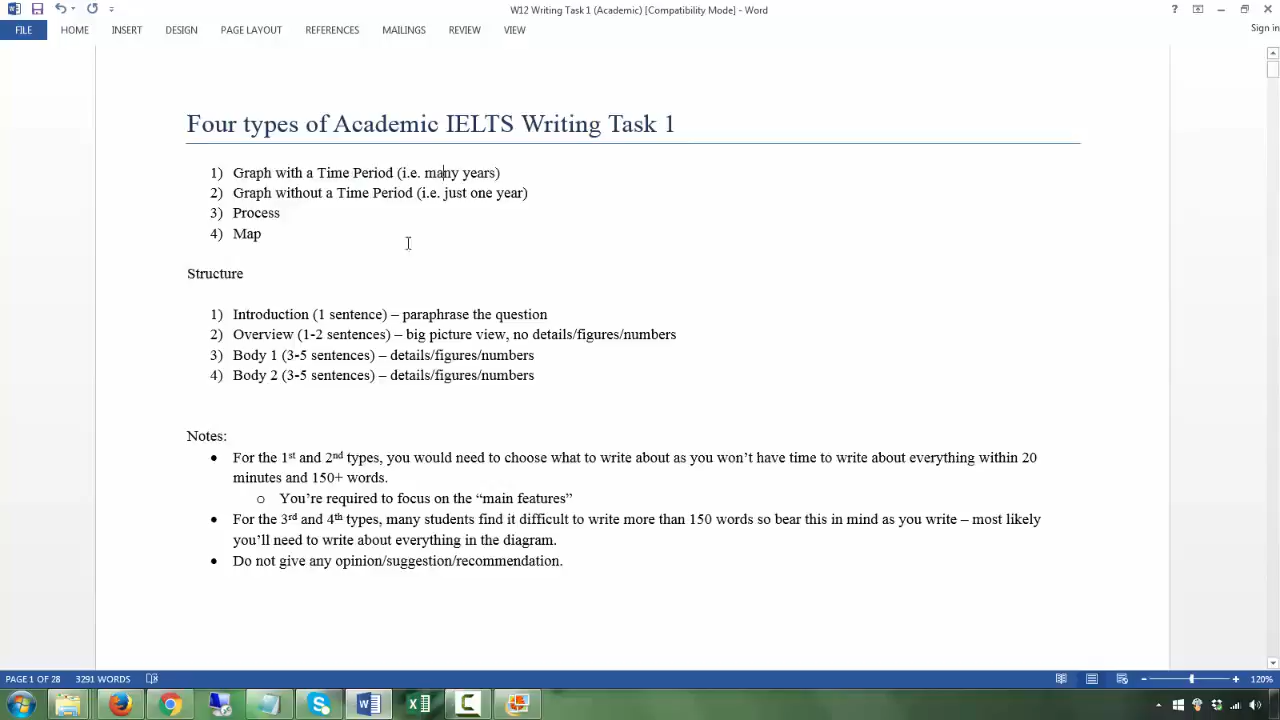 W12 Writing Task 1 (Academic) [Compatibility Mode] - Word
?
FILE HOME INSERT DESIGN PAGE LAYOUT REFERENCES MAILINGS REVIEW VIEW Sign in
Four types of Academic IELTS Writing Task 1
1) Graph with a Time Period (i.e. many years)
2) Graph without a Time Period (i.e. just one year)
3) Process
4) Map
Structure
1) Introduction (1 sentence) – paraphrase the question
2) Overview (1-2 sentences) – big picture view, no details/figures/numbers
3) Body 1 (3-5 sentences) – details/figures/numbers
4) Body 2 (3-5 sentences) – details/figures/numbers
Notes:
• For the 1st and 2nd types, you would need to choose what to write about as you won’t have time to write about everything within 20
minutes and 150+ words.
o You’re required to focus on the “main features”
• For the 3rd and 4th types, many students find it difficult to write more than 150 words so bear this in mind as you write – most likely
you’ll need to write about everything in the diagram.
• Do not give any opinion/suggestion/recommendation.
PAGE 1 OF 28 3291 WORDS 120%